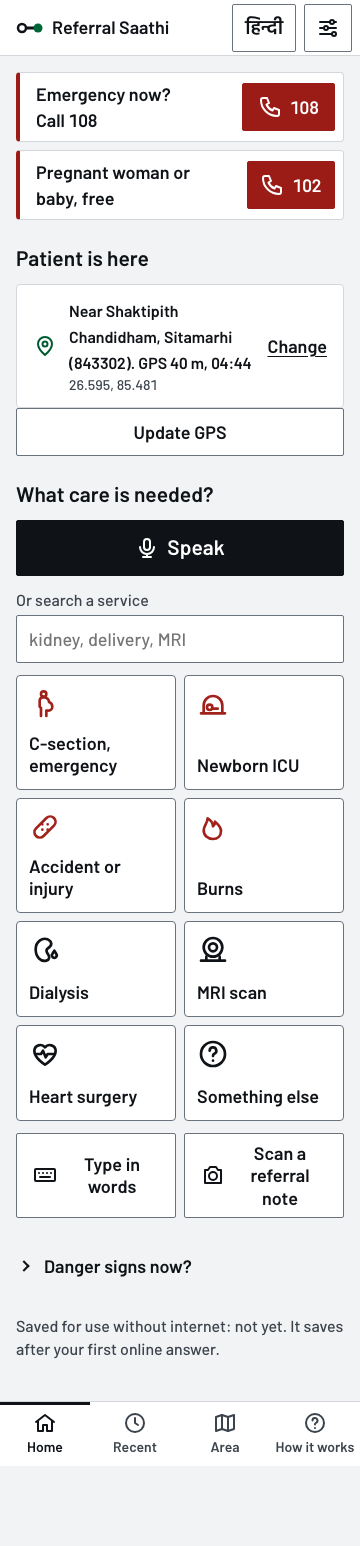 Referral Saathi
हिन्दी
Emergency now?
Call 108
108
Pregnant woman or
baby, free
102
Patient is here
Near Shaktipith
Chandidham, Sitamarhi
(843302). GPS 40 m, 04:44
26.595, 85.481
Change
Update GPS
What care is needed?
Speak
Or search a service
kidney, delivery, MRI
C-section,
emergency
Newborn ICU
Accident or
injury
Burns
Dialysis
MRI scan
Heart surgery
Something else
Type in
words
Scan a
referral
note
Danger signs now?
Saved for use without internet: not yet. It saves
after your first online answer.
Home
Recent
Area
How it works